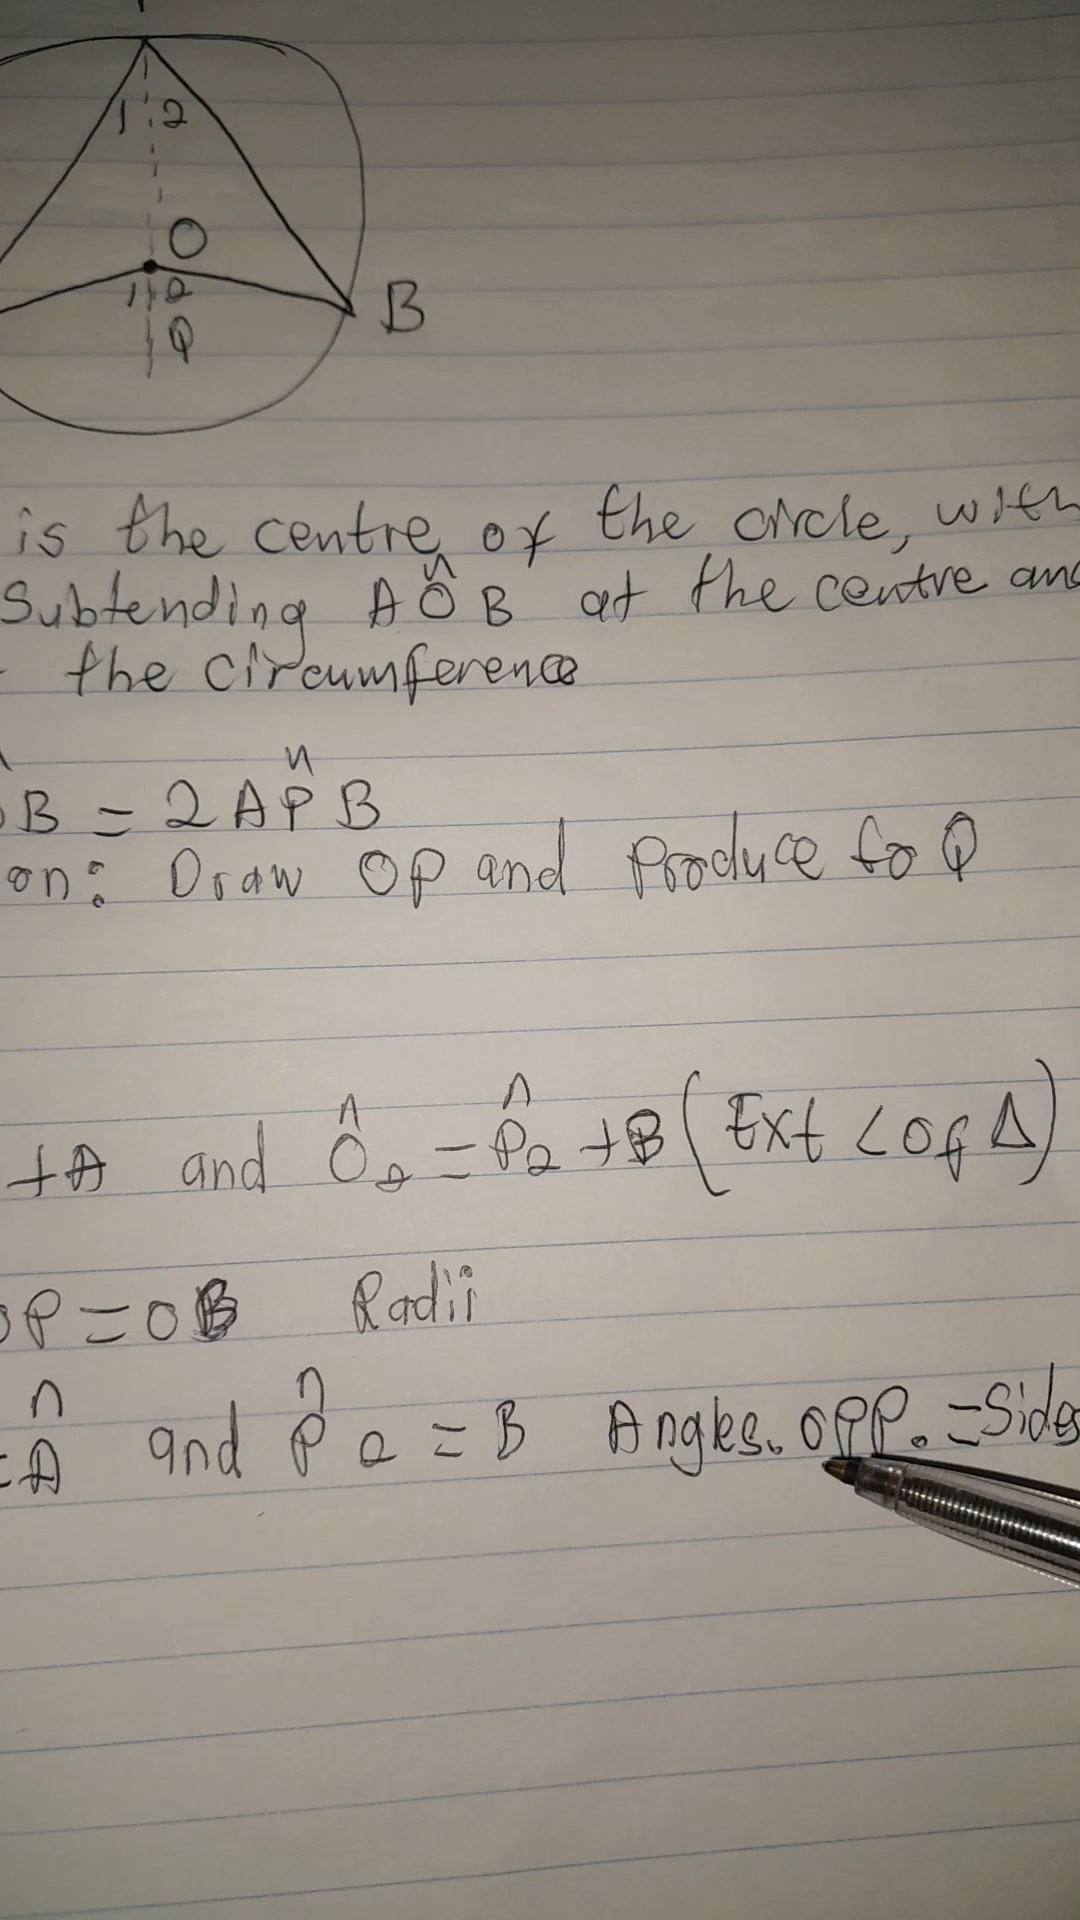 1 2
O
1 2
Q
B
is the centre of the circle, with
Subtending AÔB at the centre and
the circumference
B = 2AP̂B
on: Draw OP and Produce to Q
+A and Ô2 = P̂2 + B (Ext < of Δ)
OP = OB Radii
= Â and P̂2 = B Angles. opp. = Sides